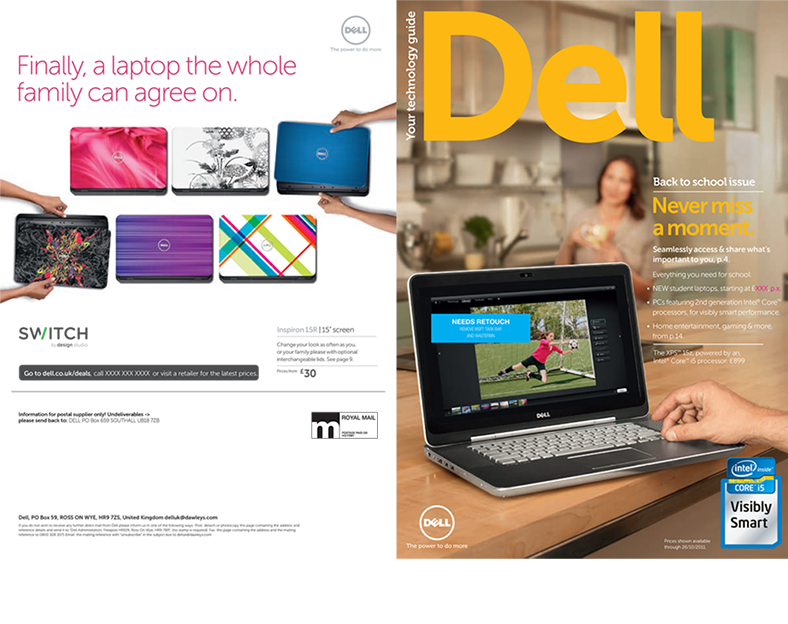 DELL
The power to do more
Finally, a laptop the whole
family can agree on.
SWITCH
by design studio
Inspiron 15R | 15" screen
Change your look as often as you,
or your family please with optional
interchangeable lids. See page 9.
Prices from £30
Go to dell.co.uk/deals, call XXXX XXX XXXX or visit a retailer for the latest prices.
Information for postal supplier only! Undeliverables ->
please send back to: DELL PO Box 659 SOUTHALL UB18 7ZB
m
ROYAL MAIL
Dell, PO Box 59, ROSS ON WYE, HR9 7ZS, United Kingdom delluk@dawleys.com
Your technology guide
Dell
Back to school issue
Never miss
a moment.
Seamlessly access & share what's
important to you, p.4.
Everything you need for school:
• NEW student laptops, starting at £XXX p.x.
• PCs featuring 2nd generation Intel® Core™
processors, for visibly smart performance.
• Home entertainment, gaming & more,
from p.14.
The XPS™ 15z, powered by an
Intel® Core™ i5 processor. £899
NEEDS RETOUCH
DELL
DELL
The power to do more
intel inside™
CORE™ i5
Visibly
Smart
Prices shown available
through 26/10/2011.